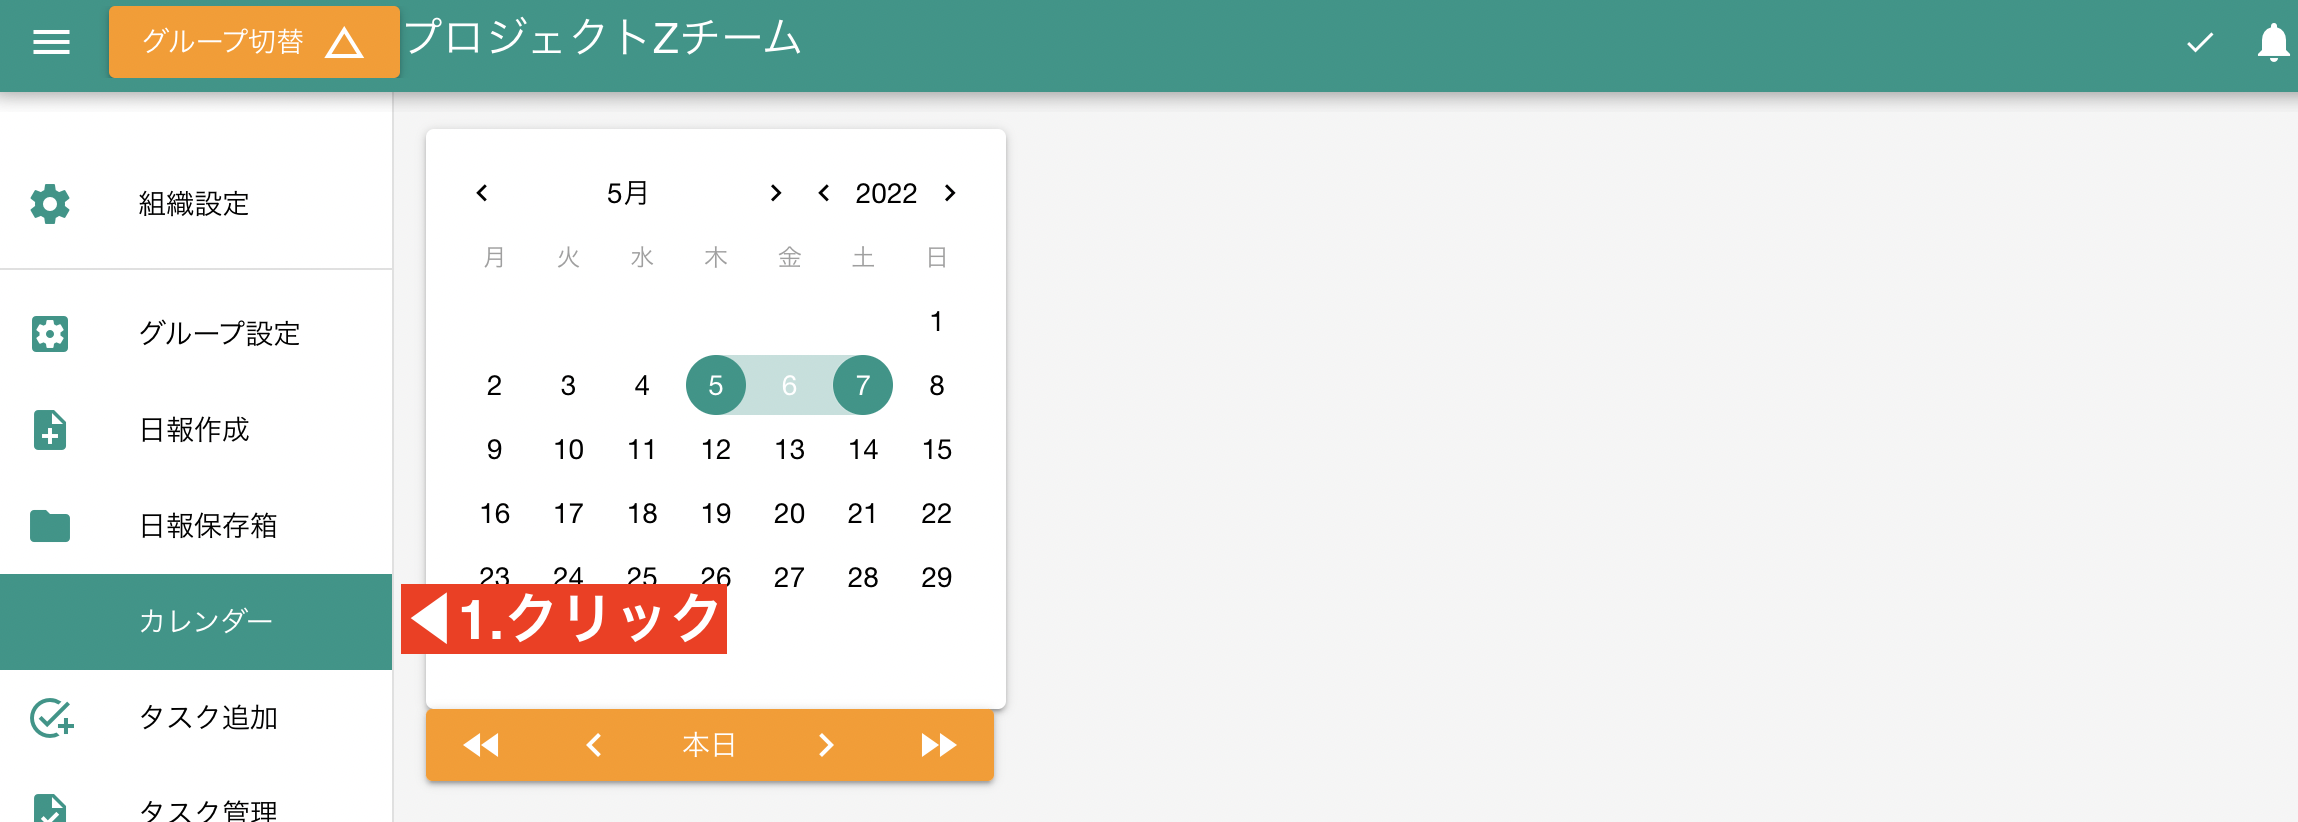 グループ切替 プロジェクトZチーム
組織設定
グループ設定
日報作成
日報保存箱
カレンダー
タスク追加
タスク管理
5月 2022
月 火 水 木 金 土 日
1
2 3 4 5 6 7 8
9 10 11 12 13 14 15
16 17 18 19 20 21 22
23 24 25 26 27 28 29
1.クリック
本日